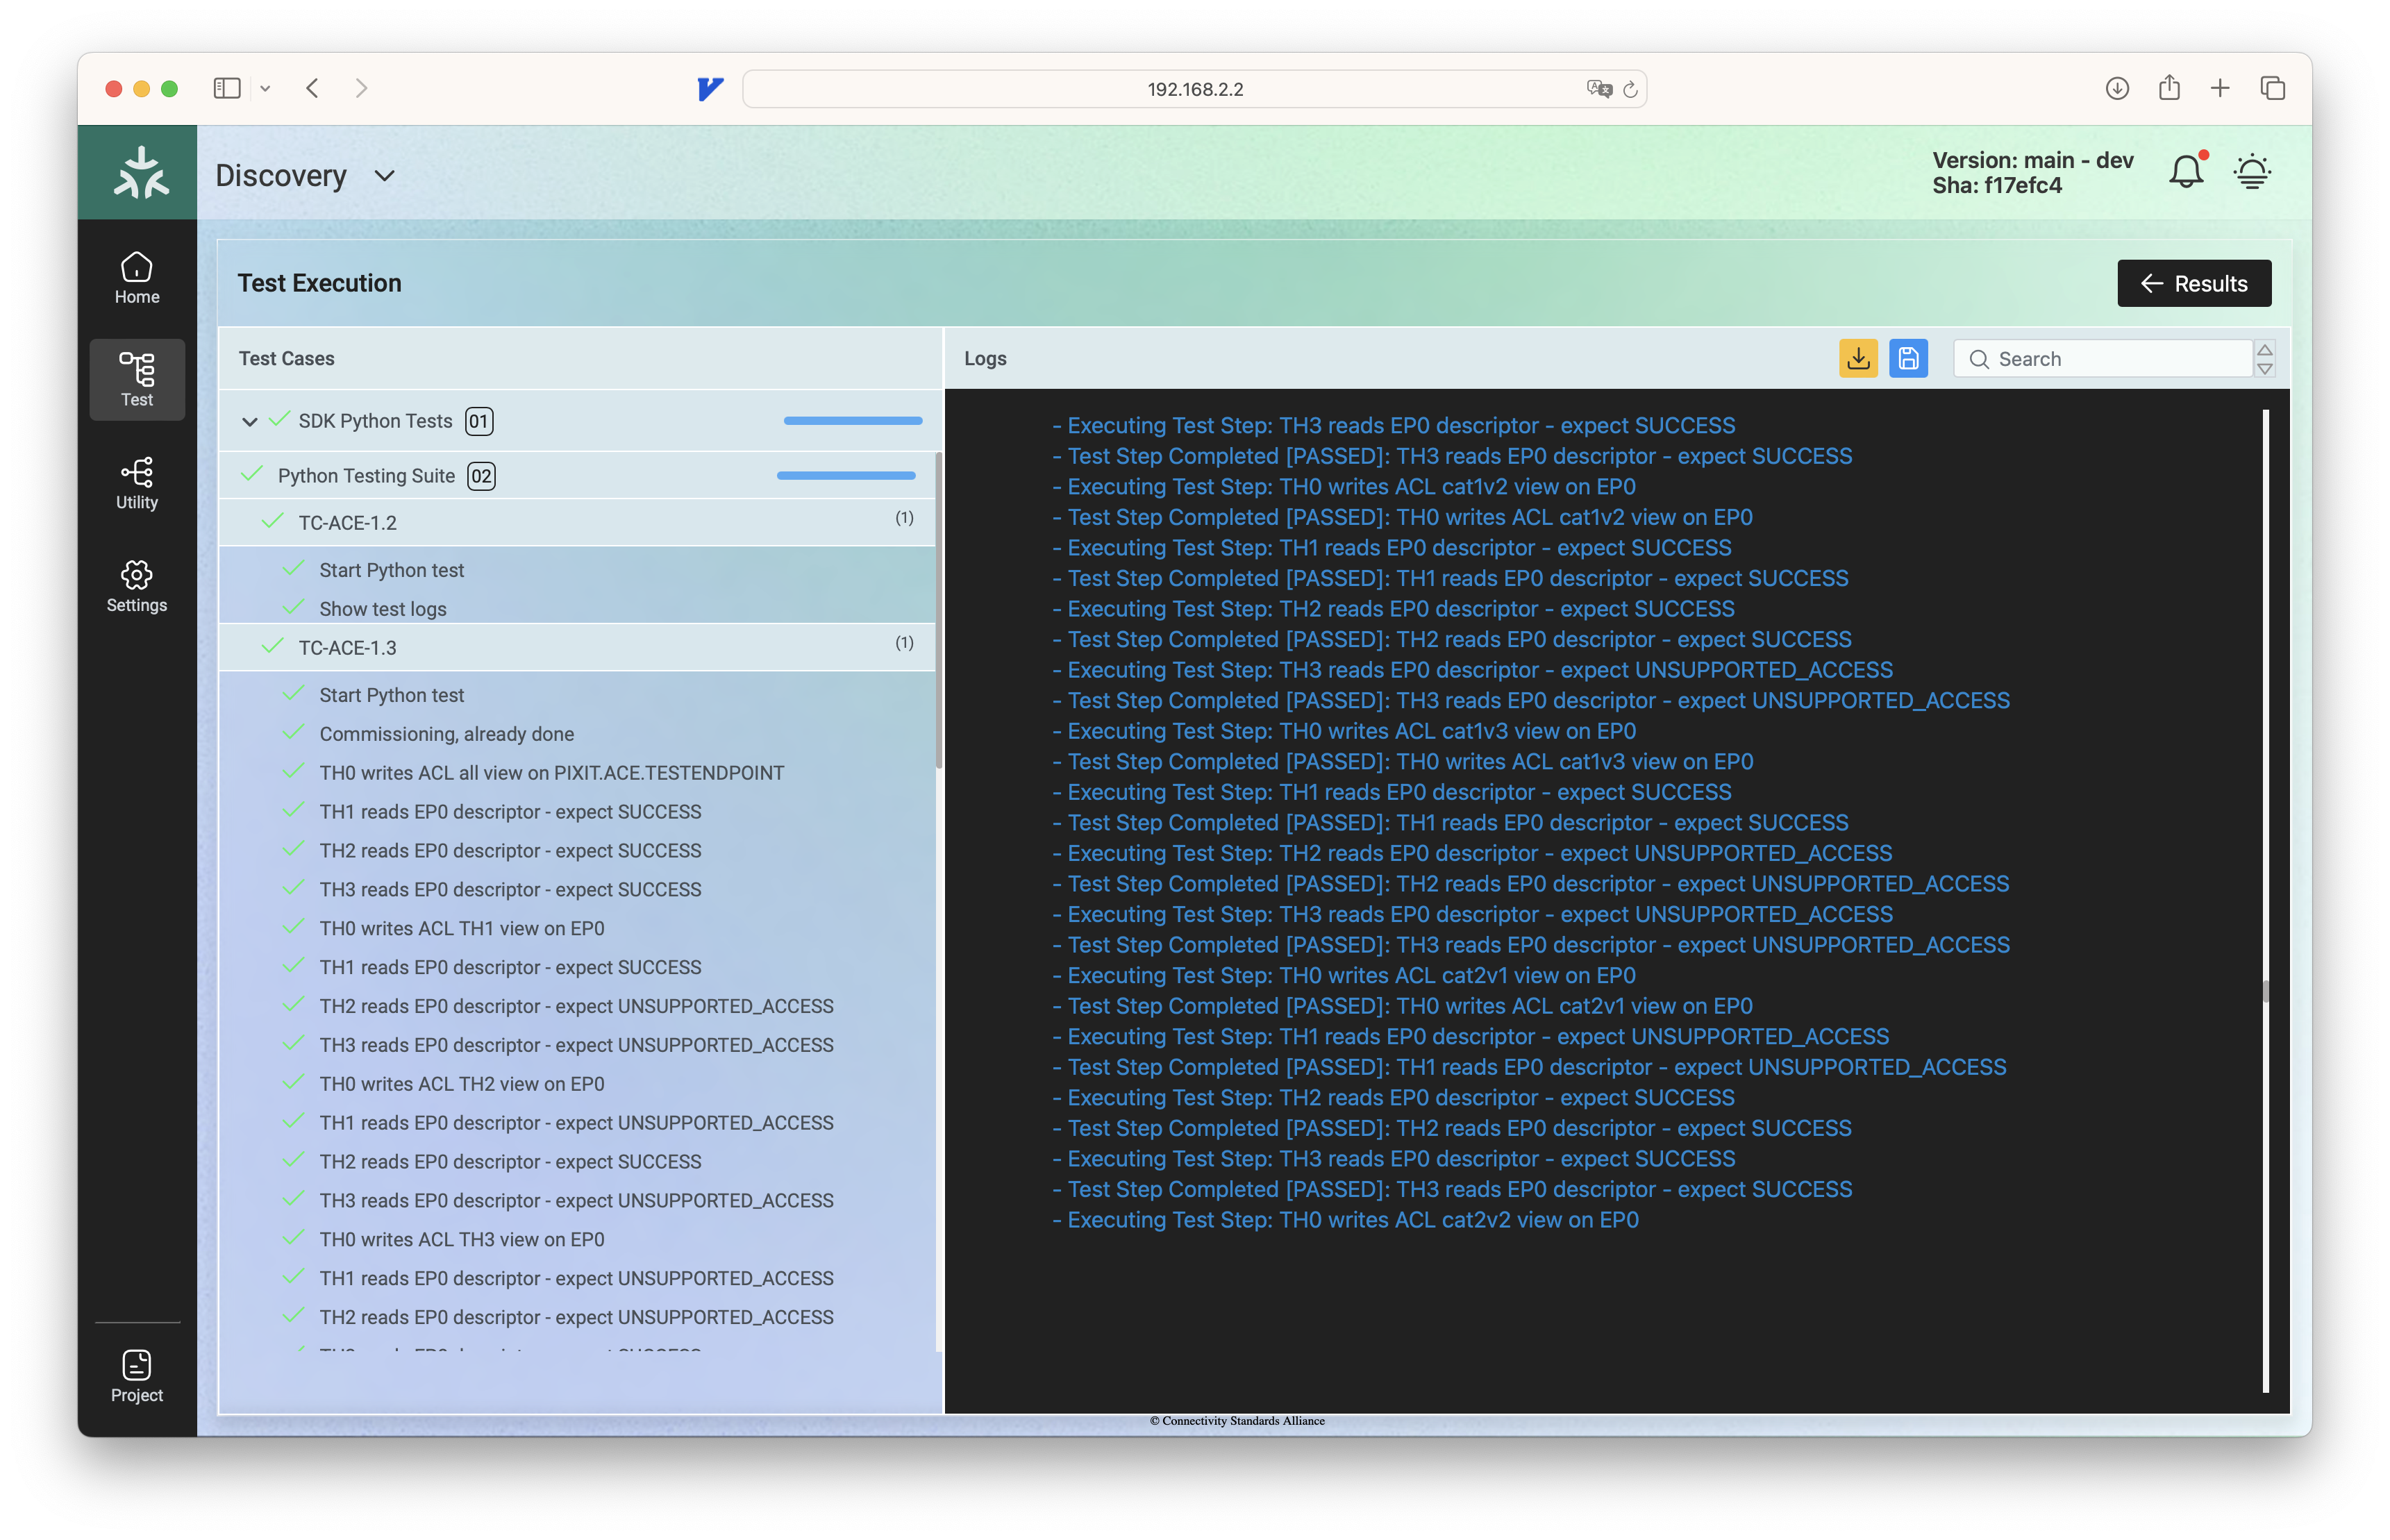 192.168.2.2
Discovery
Version: main - dev
Sha: f17efc4
Home
Test
Utility
Settings
Project
Test Execution
Results
Test Cases
SDK Python Tests 01
Python Testing Suite 02
TC-ACE-1.2 (1)
Start Python test
Show test logs
TC-ACE-1.3 (1)
Start Python test
Commissioning, already done
TH0 writes ACL all view on PIXIT.ACE.TESTENDPOINT
TH1 reads EP0 descriptor - expect SUCCESS
TH2 reads EP0 descriptor - expect SUCCESS
TH3 reads EP0 descriptor - expect SUCCESS
TH0 writes ACL TH1 view on EP0
TH1 reads EP0 descriptor - expect SUCCESS
TH2 reads EP0 descriptor - expect UNSUPPORTED_ACCESS
TH3 reads EP0 descriptor - expect UNSUPPORTED_ACCESS
TH0 writes ACL TH2 view on EP0
TH1 reads EP0 descriptor - expect UNSUPPORTED_ACCESS
TH2 reads EP0 descriptor - expect SUCCESS
TH3 reads EP0 descriptor - expect UNSUPPORTED_ACCESS
TH0 writes ACL TH3 view on EP0
TH1 reads EP0 descriptor - expect UNSUPPORTED_ACCESS
TH2 reads EP0 descriptor - expect UNSUPPORTED_ACCESS
Logs
Search
- Executing Test Step: TH3 reads EP0 descriptor - expect SUCCESS
- Test Step Completed [PASSED]: TH3 reads EP0 descriptor - expect SUCCESS
- Executing Test Step: TH0 writes ACL cat1v2 view on EP0
- Test Step Completed [PASSED]: TH0 writes ACL cat1v2 view on EP0
- Executing Test Step: TH1 reads EP0 descriptor - expect SUCCESS
- Test Step Completed [PASSED]: TH1 reads EP0 descriptor - expect SUCCESS
- Executing Test Step: TH2 reads EP0 descriptor - expect SUCCESS
- Test Step Completed [PASSED]: TH2 reads EP0 descriptor - expect SUCCESS
- Executing Test Step: TH3 reads EP0 descriptor - expect UNSUPPORTED_ACCESS
- Test Step Completed [PASSED]: TH3 reads EP0 descriptor - expect UNSUPPORTED_ACCESS
- Executing Test Step: TH0 writes ACL cat1v3 view on EP0
- Test Step Completed [PASSED]: TH0 writes ACL cat1v3 view on EP0
- Executing Test Step: TH1 reads EP0 descriptor - expect SUCCESS
- Test Step Completed [PASSED]: TH1 reads EP0 descriptor - expect SUCCESS
- Executing Test Step: TH2 reads EP0 descriptor - expect UNSUPPORTED_ACCESS
- Test Step Completed [PASSED]: TH2 reads EP0 descriptor - expect UNSUPPORTED_ACCESS
- Executing Test Step: TH3 reads EP0 descriptor - expect UNSUPPORTED_ACCESS
- Test Step Completed [PASSED]: TH3 reads EP0 descriptor - expect UNSUPPORTED_ACCESS
- Executing Test Step: TH0 writes ACL cat2v1 view on EP0
- Test Step Completed [PASSED]: TH0 writes ACL cat2v1 view on EP0
- Executing Test Step: TH1 reads EP0 descriptor - expect UNSUPPORTED_ACCESS
- Test Step Completed [PASSED]: TH1 reads EP0 descriptor - expect UNSUPPORTED_ACCESS
- Executing Test Step: TH2 reads EP0 descriptor - expect SUCCESS
- Test Step Completed [PASSED]: TH2 reads EP0 descriptor - expect SUCCESS
- Executing Test Step: TH3 reads EP0 descriptor - expect SUCCESS
- Test Step Completed [PASSED]: TH3 reads EP0 descriptor - expect SUCCESS
- Executing Test Step: TH0 writes ACL cat2v2 view on EP0
© Connectivity Standards Alliance